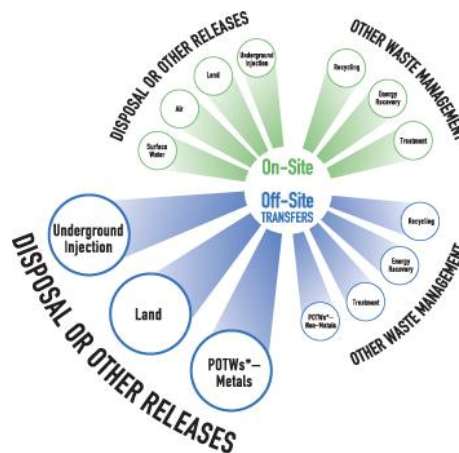 DISPOSAL OR OTHER RELEASES
Surface
Water
Air
Land
Underground
Injection
OTHER WASTE MANAGEMENT
Recycling
Energy
Recovery
Treatment
On-Site
Off-Site
TRANSFERS
DISPOSAL OR OTHER RELEASES
Underground
Injection
Land
POTWs*—
Metals
OTHER WASTE MANAGEMENT
POTWs*—
Non-Metals
Treatment
Energy
Recovery
Recycling